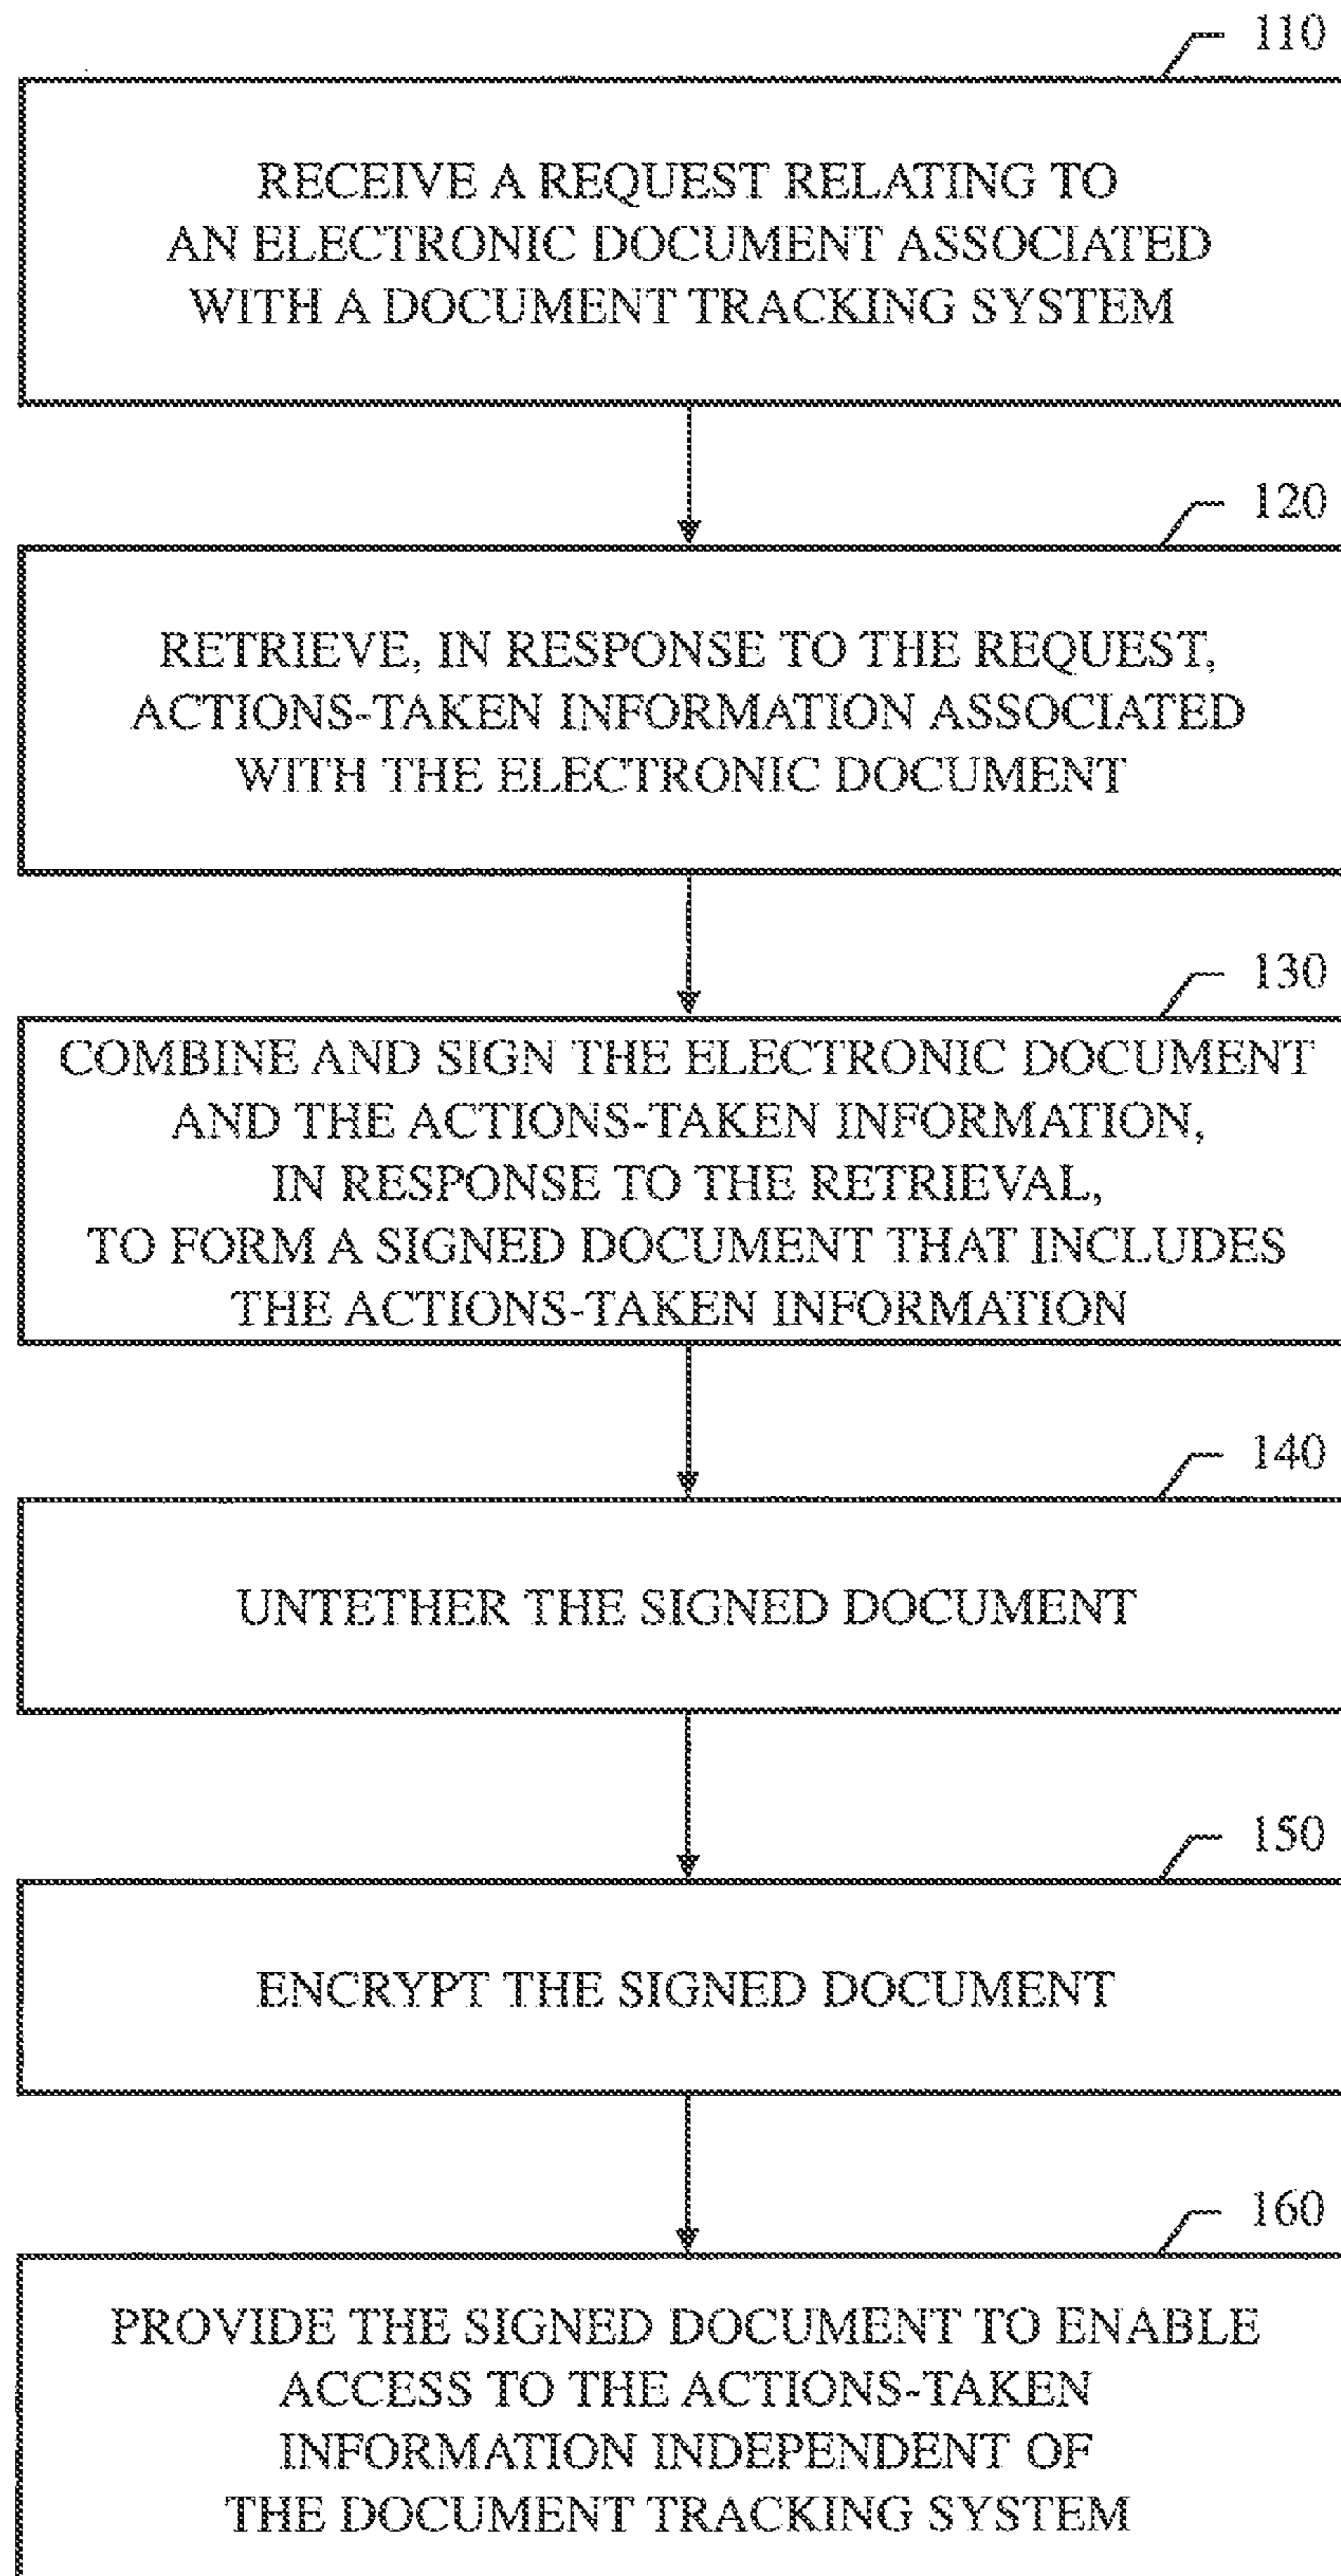 110
RECEIVE A REQUEST RELATING TO
AN ELECTRONIC DOCUMENT ASSOCIATED
WITH A DOCUMENT TRACKING SYSTEM
120
RETRIEVE, IN RESPONSE TO THE REQUEST,
ACTIONS-TAKEN INFORMATION ASSOCIATED
WITH THE ELECTRONIC DOCUMENT
130
COMBINE AND SIGN THE ELECTRONIC DOCUMENT
AND THE ACTIONS-TAKEN INFORMATION,
IN RESPONSE TO THE RETRIEVAL,
TO FORM A SIGNED DOCUMENT THAT INCLUDES
THE ACTIONS-TAKEN INFORMATION
140
UNTETHER THE SIGNED DOCUMENT
150
ENCRYPT THE SIGNED DOCUMENT
160
PROVIDE THE SIGNED DOCUMENT TO ENABLE
ACCESS TO THE ACTIONS-TAKEN
INFORMATION INDEPENDENT OF
THE DOCUMENT TRACKING SYSTEM